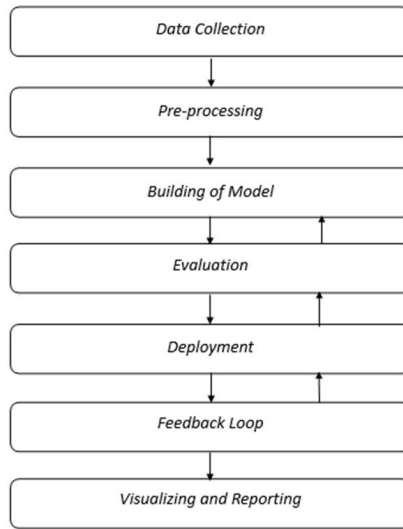 Data Collection
Pre-processing
Building of Model
Evaluation
Deployment
Feedback Loop
Visualizing and Reporting